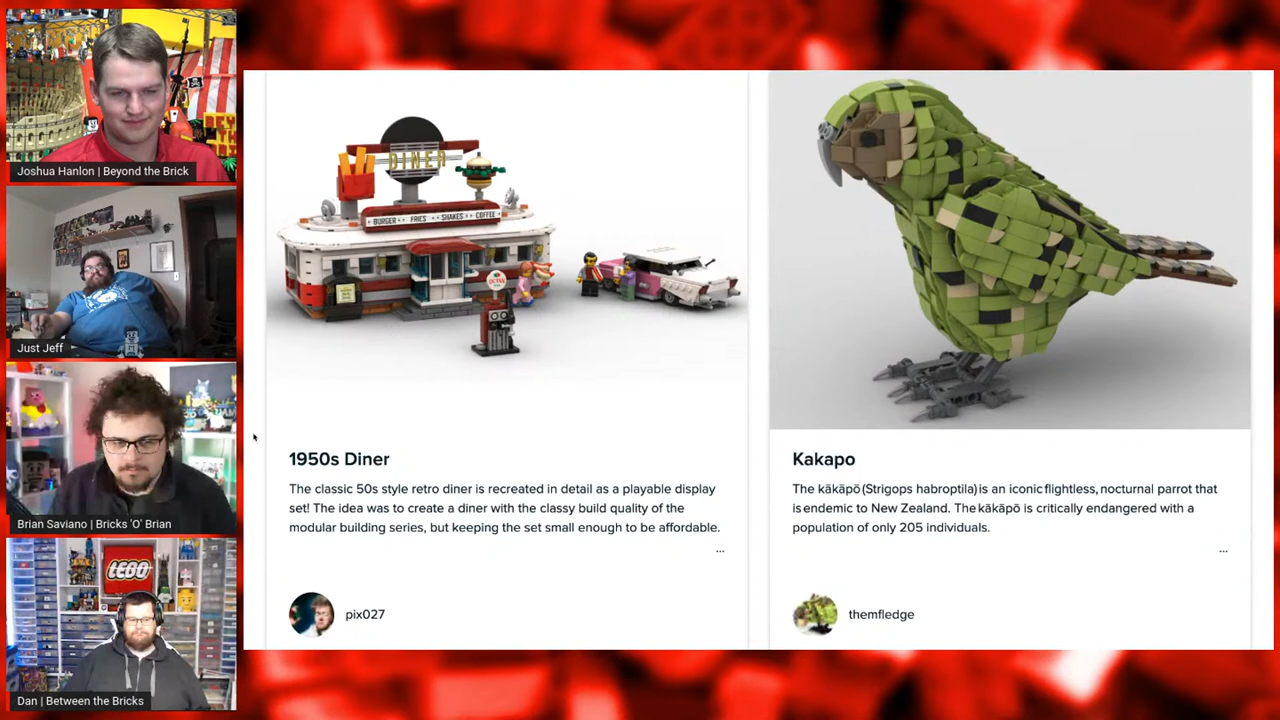 Joshua Hanlon | Beyond the Brick
Just Jeff
Brian Saviano | Bricks 'O' Brian
LEGO
Dan | Between the Bricks
DINER
BURGER FRIES SHAKES COFFEE
OCTAN
1950s Diner
The classic 50s style retro diner is recreated in detail as a playable display
set! The idea was to create a diner with the classy build quality of the
modular building series, but keeping the set small enough to be affordable.
...
pix027
Kakapo
The kākāpō (Strigops habroptila) is an iconic flightless, nocturnal parrot that
is endemic to New Zealand. The kākāpō is critically endangered with a
population of only 205 individuals.
...
themfledge